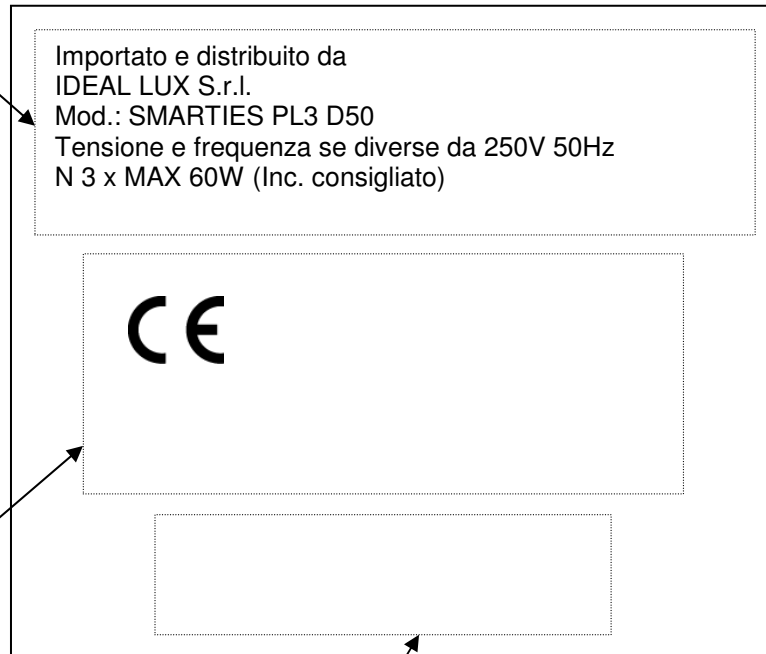 Importato e distribuito da
IDEAL LUX S.r.l.
Mod.: SMARTIES PL3 D50
Tensione e frequenza se diverse da 250V 50Hz
N 3 x MAX 60W (Inc. consigliato)
CE